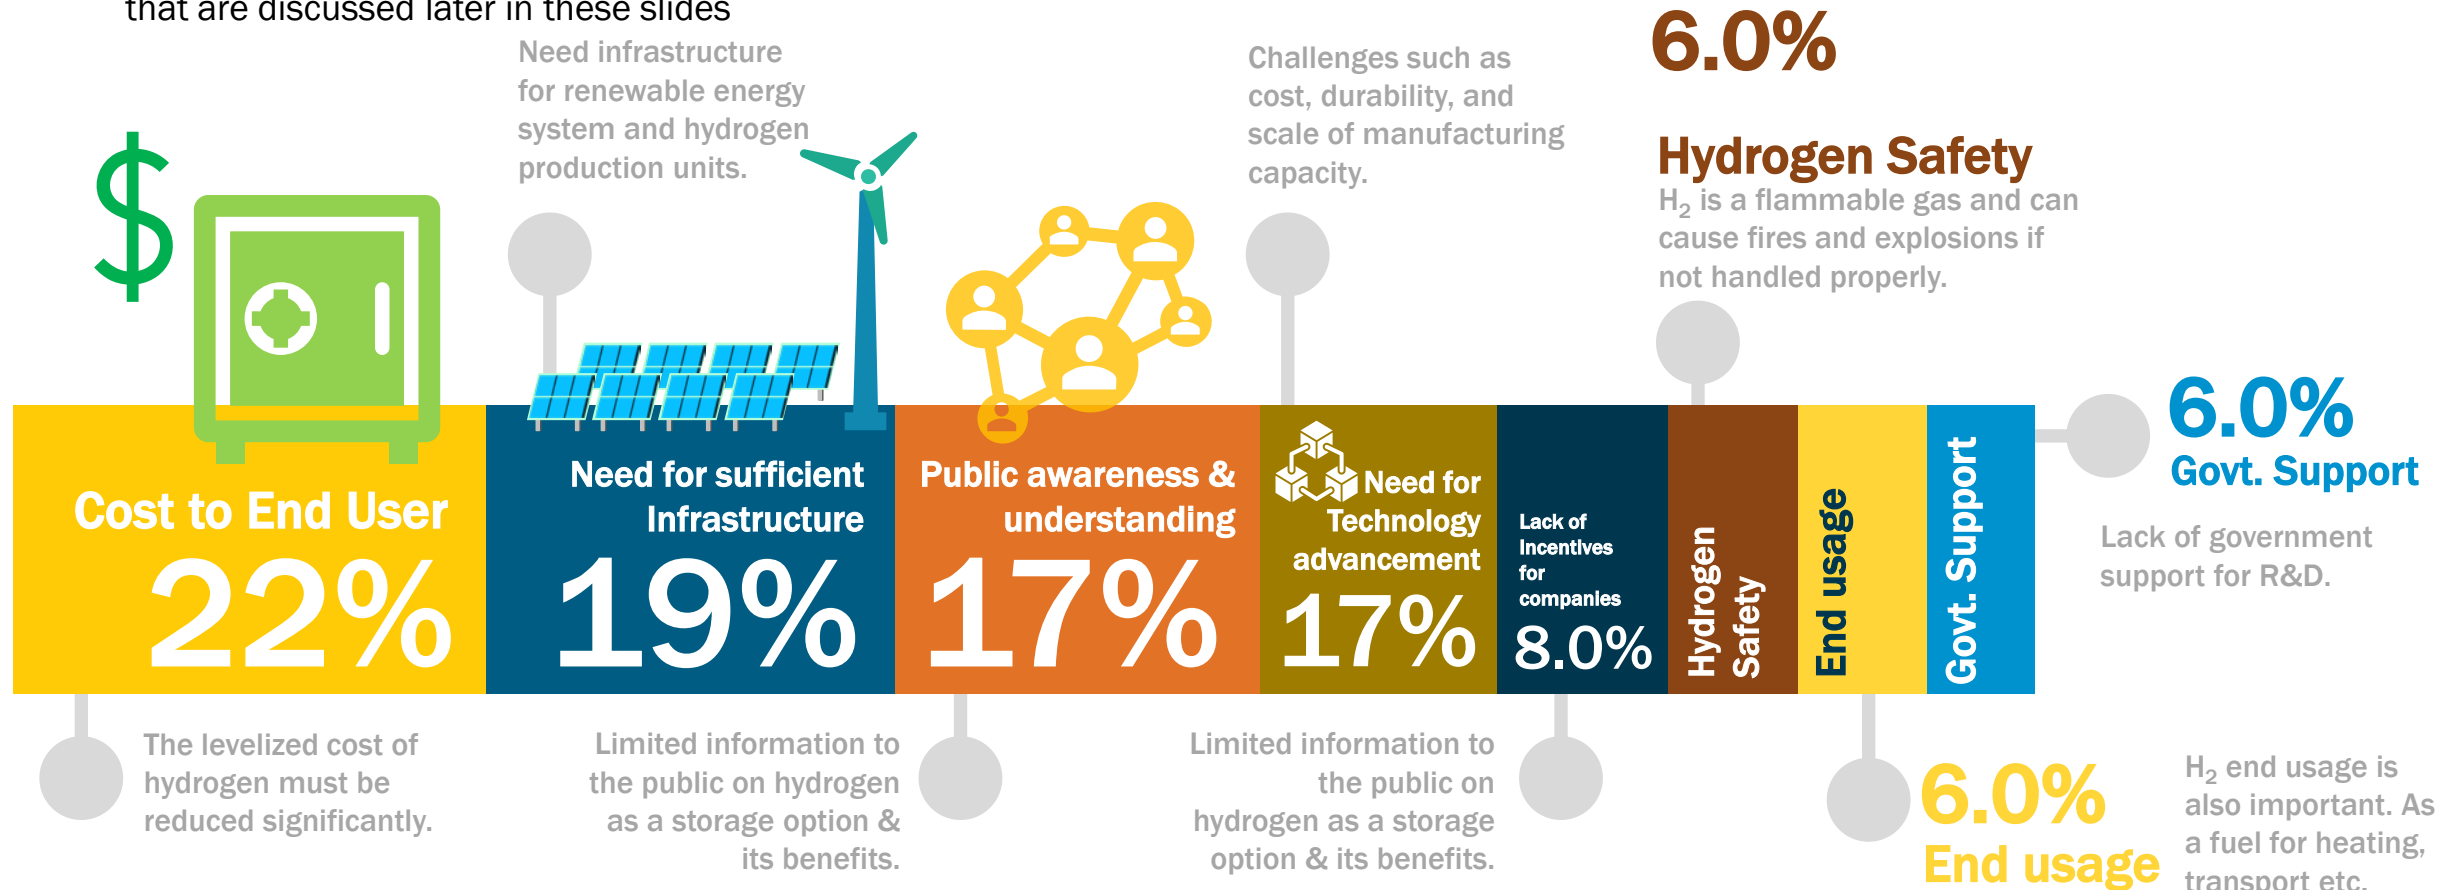 that are discussed later in these slides
Need infrastructure
for renewable energy
system and hydrogen
production units.
Challenges such as
cost, durability, and
scale of manufacturing
capacity.
6.0%
Hydrogen Safety
H₂ is a flammable gas and can
cause fires and explosions if
not handled properly.
$
Cost to End User
22%
Need for sufficient
Infrastructure
19%
Public awareness &
understanding
17%
Need for
Technology
advancement
17%
Lack of
Incentives
for
companies
8.0%
Hydrogen
Safety
End usage
Govt. Support
6.0%
Govt. Support
Lack of government
support for R&D.
The levelized cost of
hydrogen must be
reduced significantly.
Limited information to
the public on hydrogen
as a storage option &
its benefits.
Limited information to
the public on
hydrogen as a storage
option & its benefits.
6.0%
End usage
H₂ end usage is
also important. As
a fuel for heating,
transport etc.